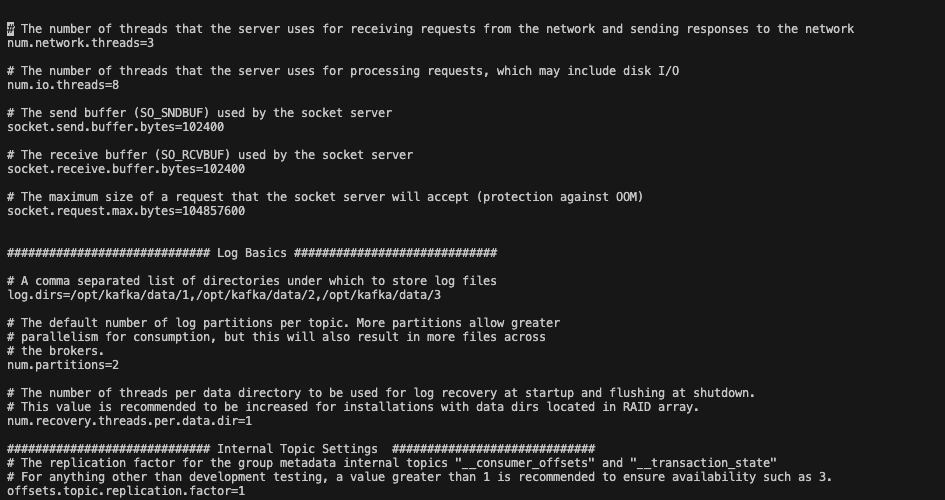 # The number of threads that the server uses for receiving requests from the network and sending responses to the network
num.network.threads=3
# The number of threads that the server uses for processing requests, which may include disk I/O
num.io.threads=8
# The send buffer (SO_SNDBUF) used by the socket server
socket.send.buffer.bytes=102400
# The receive buffer (SO_RCVBUF) used by the socket server
socket.receive.buffer.bytes=102400
# The maximum size of a request that the socket server will accept (protection against OOM)
socket.request.max.bytes=104857600
############################# Log Basics #############################
# A comma separated list of directories under which to store log files
log.dirs=/opt/kafka/data/1,/opt/kafka/data/2,/opt/kafka/data/3
# The default number of log partitions per topic. More partitions allow greater
# parallelism for consumption, but this will also result in more files across
# the brokers.
num.partitions=2
# The number of threads per data directory to be used for log recovery at startup and flushing at shutdown.
# This value is recommended to be increased for installations with data dirs located in RAID array.
num.recovery.threads.per.data.dir=1
############################# Internal Topic Settings  #############################
# The replication factor for the group metadata internal topics "__consumer_offsets" and "__transaction_state"
# For anything other than development testing, a value greater than 1 is recommended to ensure availability such as 3.
offsets.topic.replication.factor=1